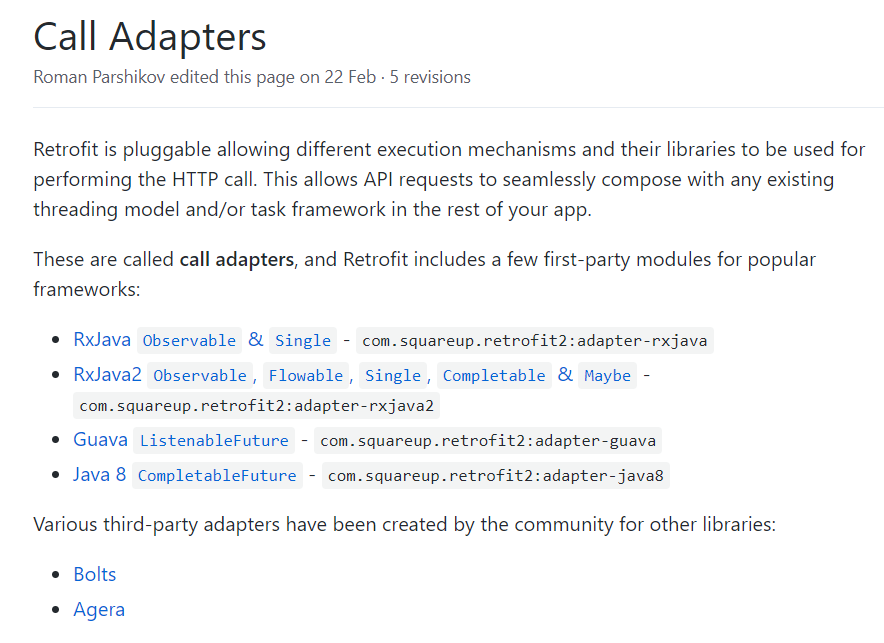 Call Adapters
Roman Parshikov edited this page on 22 Feb · 5 revisions
Retrofit is pluggable allowing different execution mechanisms and their libraries to be used for
performing the HTTP call. This allows API requests to seamlessly compose with any existing
threading model and/or task framework in the rest of your app.
These are called call adapters, and Retrofit includes a few first-party modules for popular
frameworks:
• RxJava Observable & Single - com.squareup.retrofit2:adapter-rxjava
• RxJava2 Observable, Flowable, Single, Completable & Maybe -
com.squareup.retrofit2:adapter-rxjava2
• Guava ListenableFuture - com.squareup.retrofit2:adapter-guava
• Java 8 CompletableFuture - com.squareup.retrofit2:adapter-java8
Various third-party adapters have been created by the community for other libraries:
• Bolts
• Agera